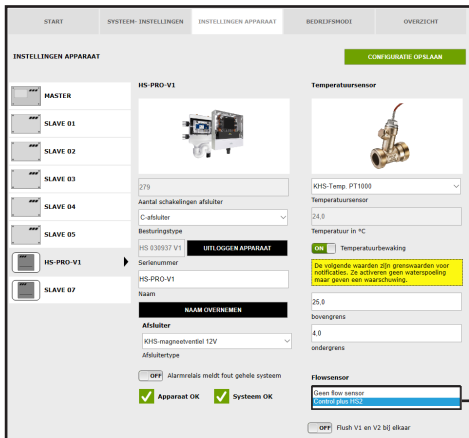 START
SYSTEEM- INSTELLINGEN
INSTELLINGEN APPARAAT
BEDRIJFSMODI
OVERZICHT
INSTELLINGEN APPARAAT
CONFIGURATIE OPSLAAN
MASTER
SLAVE 01
SLAVE 02
SLAVE 03
SLAVE 04
SLAVE 05
HS-PRO-V1
SLAVE 07
HS-PRO-V1
279
Aantal schakelingen afsluiter
C-afsluiter
Besturingstype
HS 030937 V1
UITLOGGEN APPARAAT
Serienummer
HS-PRO-V1
Naam
NAAM OVERNEMEN
Afsluiter
KHS-magneetventiel 12V
Afsluitertype
OFF Alarmrelais meldt fout gehele systeem
Apparaat OK
Systeem OK
Temperatuursensor
KHS-Temp. PT1000
Temperatuursensor
24,0
Temperatuur in °C
ON Temperatuurbewaking
De volgende waarden zijn grenswaarden voor
notificaties. Ze activeren geen waterspoeling
maar geven een waarschuwing.
25,0
bovengrens
4,0
ondergrens
Flowsensor
Geen flow sensor
Control plus HS2
OFF Flush V1 en V2 bij elkaar